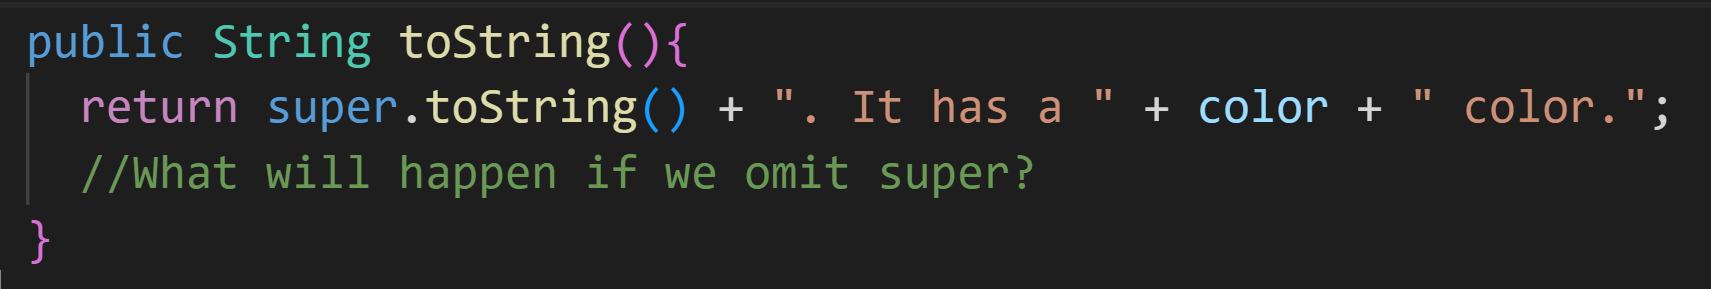 public String toString(){
return super.toString() + ". It has a " + color + " color.";
//What will happen if we omit super?
}